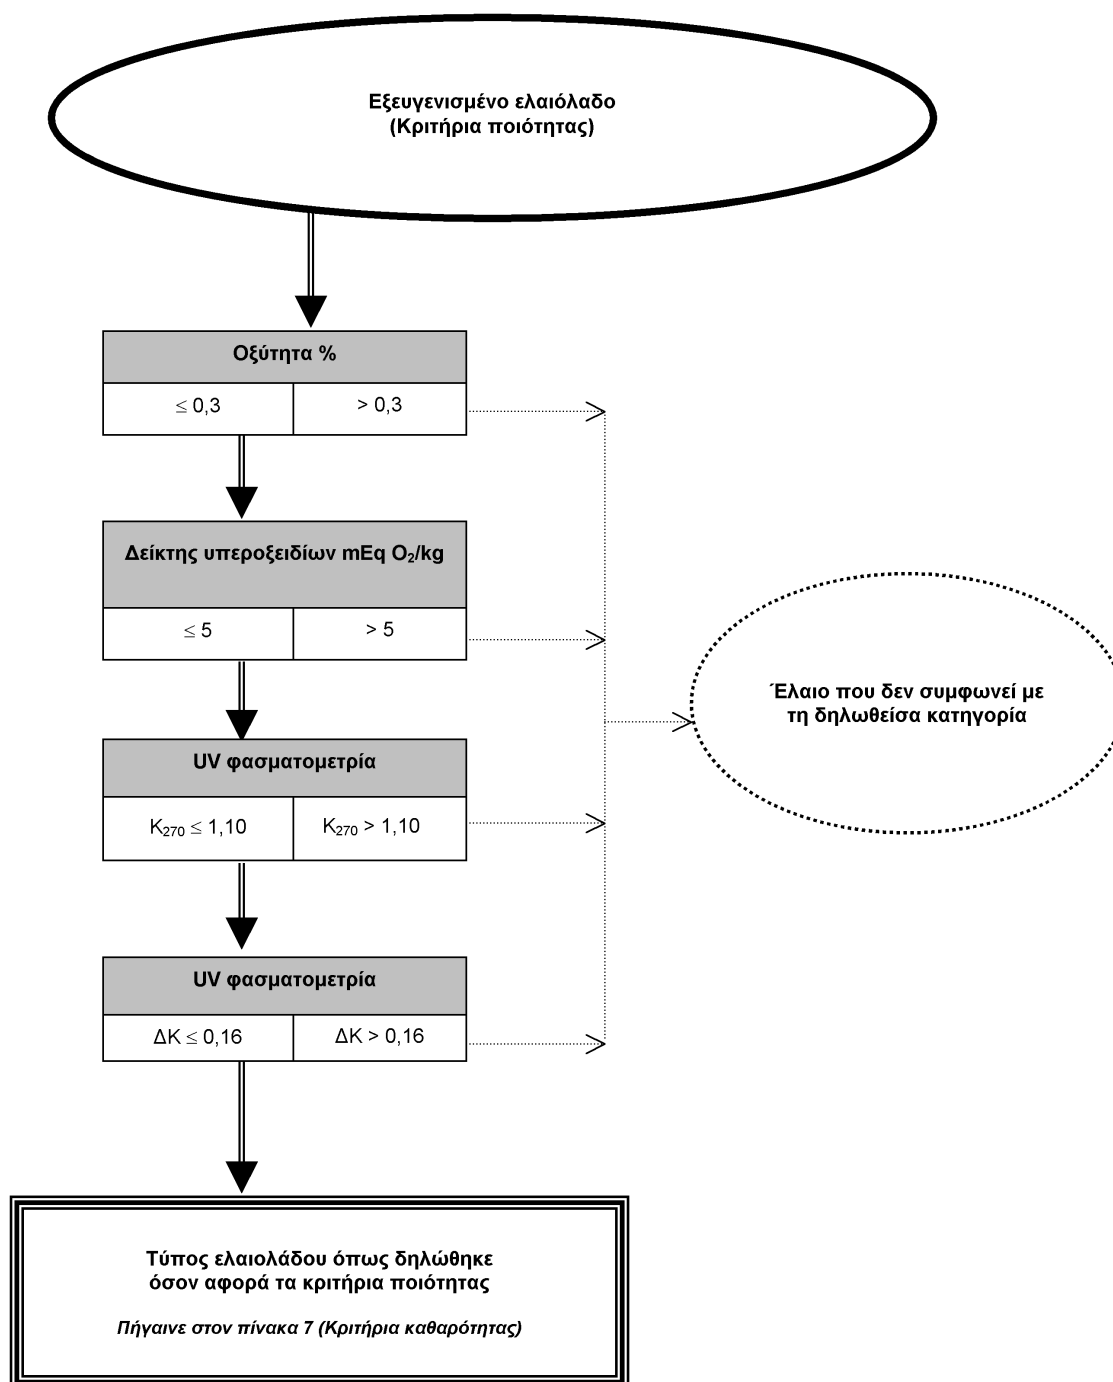 Εξευγενισμένο ελαιόλαδο
(Κριτήρια ποιότητας)
Οξύτητα %
≤ 0,3 > 0,3
Δείκτης υπεροξειδίων mEq O₂/kg
≤ 5 > 5
Έλαιο που δεν συμφωνεί με
τη δηλωθείσα κατηγορία
UV φασματομετρία
K₂₇₀ ≤ 1,10 K₂₇₀ > 1,10
UV φασματομετρία
ΔK ≤ 0,16 ΔK > 0,16
Τύπος ελαιολάδου όπως δηλώθηκε
όσον αφορά τα κριτήρια ποιότητας
Πήγαινε στον πίνακα 7 (Κριτήρια καθαρότητας)